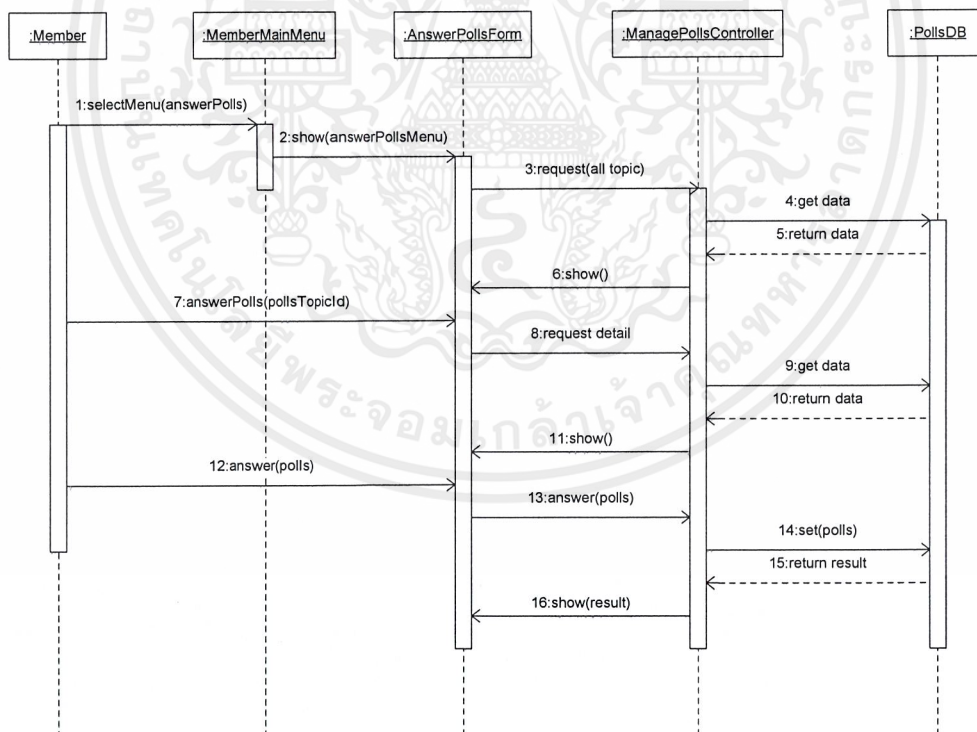 :Member
:MemberMainMenu
:AnswerPollsForm
:ManagePollsController
:PollsDB
1:selectMenu(answerPolls)
2:show(answerPollsMenu)
3:request(all topic)
4:get data
5:return data
6:show()
7:answerPolls(pollsTopicId)
8:request detail
9:get data
10:return data
11:show()
12:answer(polls)
13:answer(polls)
14:set(polls)
15:return result
16:show(result)